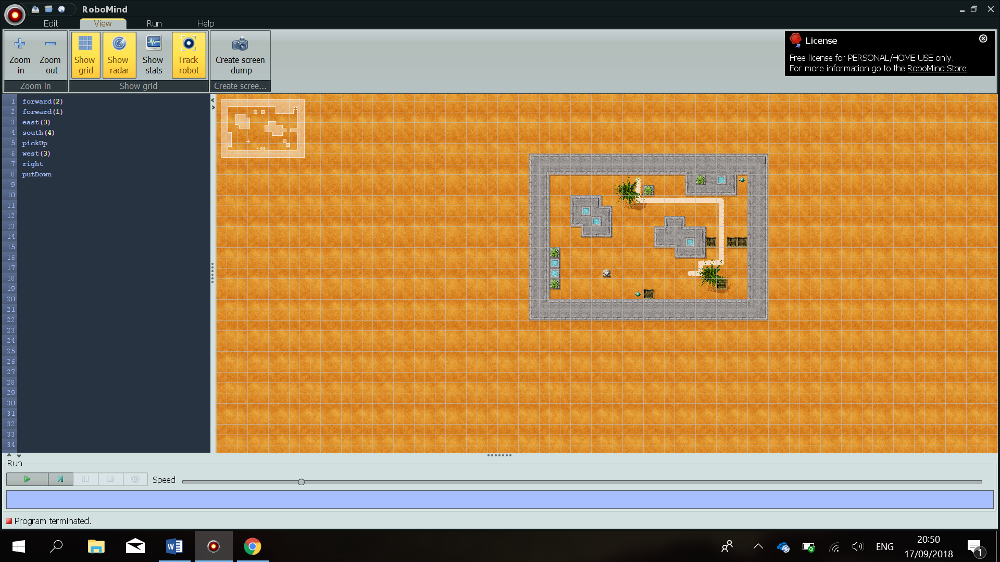 RoboMind
Edit View Run Help
Zoom in
Zoom out
Show grid
Show radar
Show stats
Track robot
Create screen dump
Zoom in
Show grid
Create scree...
License
Free license for PERSONAL/HOME USE only.
For more information go to the RoboMind Store.
1 forward(2)
2 forward(1)
3 east(3)
4 south(4)
5 pickUp
6 west(3)
7 right
8 putDown
9
10
11
12
13
14
15
16
17
18
19
20
21
22
23
24
25
26
27
28
29
30
31
32
33
34
Run
Speed
Program terminated.
ENG
20:50
17/09/2018
1